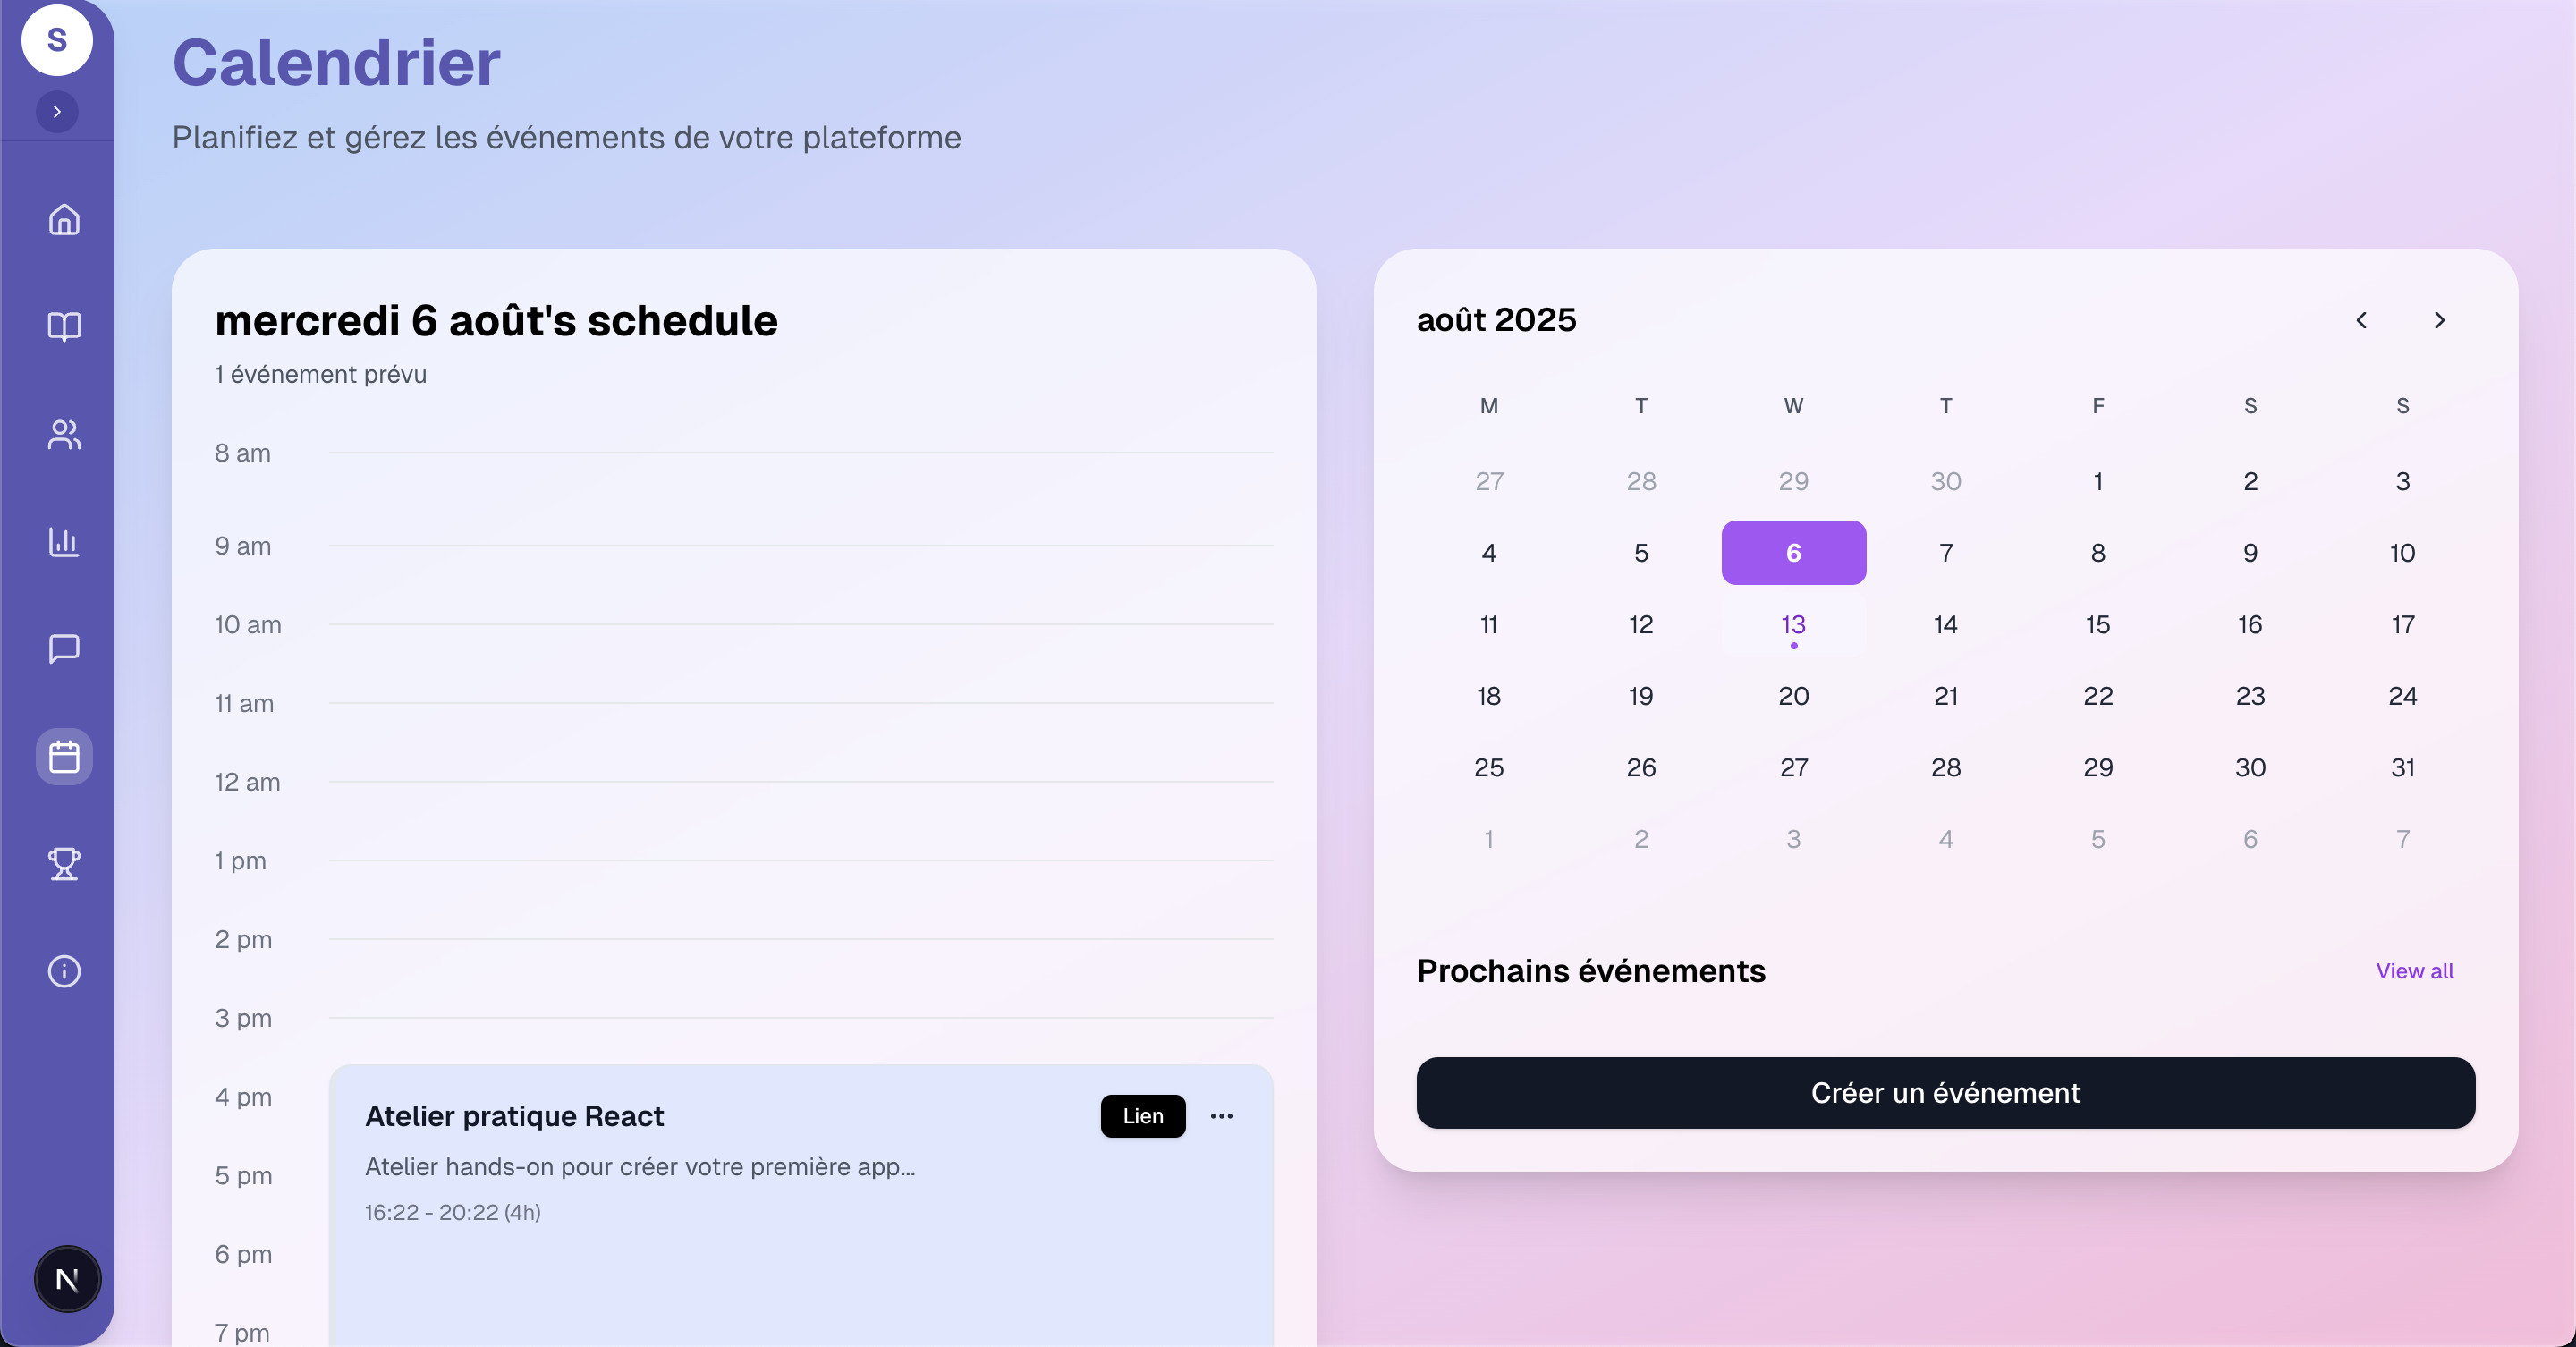 S
Calendrier
Planifiez et gérez les événements de votre plateforme
mercredi 6 août's schedule
1 événement prévu
8 am
9 am
10 am
11 am
12 am
1 pm
2 pm
3 pm
4 pm
5 pm
6 pm
7 pm
Atelier pratique React
Lien
Atelier hands-on pour créer votre première app...
16:22 - 20:22 (4h)
août 2025
M T W T F S S
27 28 29 30 1 2 3
4 5 6 7 8 9 10
11 12 13 14 15 16 17
18 19 20 21 22 23 24
25 26 27 28 29 30 31
1 2 3 4 5 6 7
Prochains événements
View all
Créer un événement
N